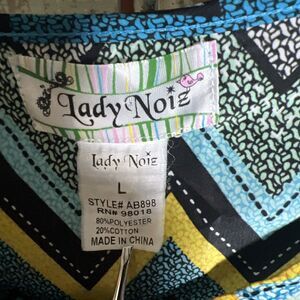 Lady Noiz
Lady Noiz
L
STYLE# AB898
RN# 98018
80%POLYESTER
20%COTTON
MADE IN CHINA